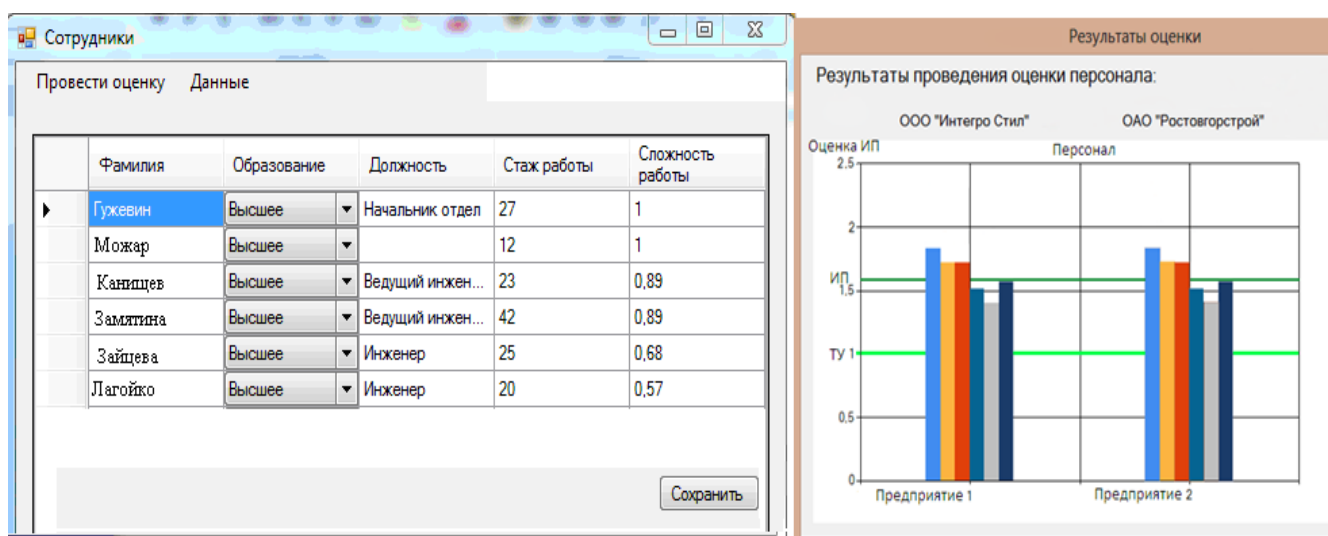 Сотрудники
Провести оценку Данные
Фамилия Образование Должность Стаж работы Сложность работы
Гужевин Высшее Начальник отдел 27 1
Можар Высшее 12 1
Канищев Высшее Ведущий инжен... 23 0,89
Замятина Высшее Ведущий инжен... 42 0,89
Зайцева Высшее Инженер 25 0,68
Лагойко Высшее Инженер 20 0,57
Сохранить
Результаты оценки
Результаты проведения оценки персонала:
ООО "Интегро Стил" ОАО "Ростовгорстрой"
Оценка ИП Персонал
2.5
2
ИП
1.5
ТУ 1
0.5
0
Предприятие 1 Предприятие 2